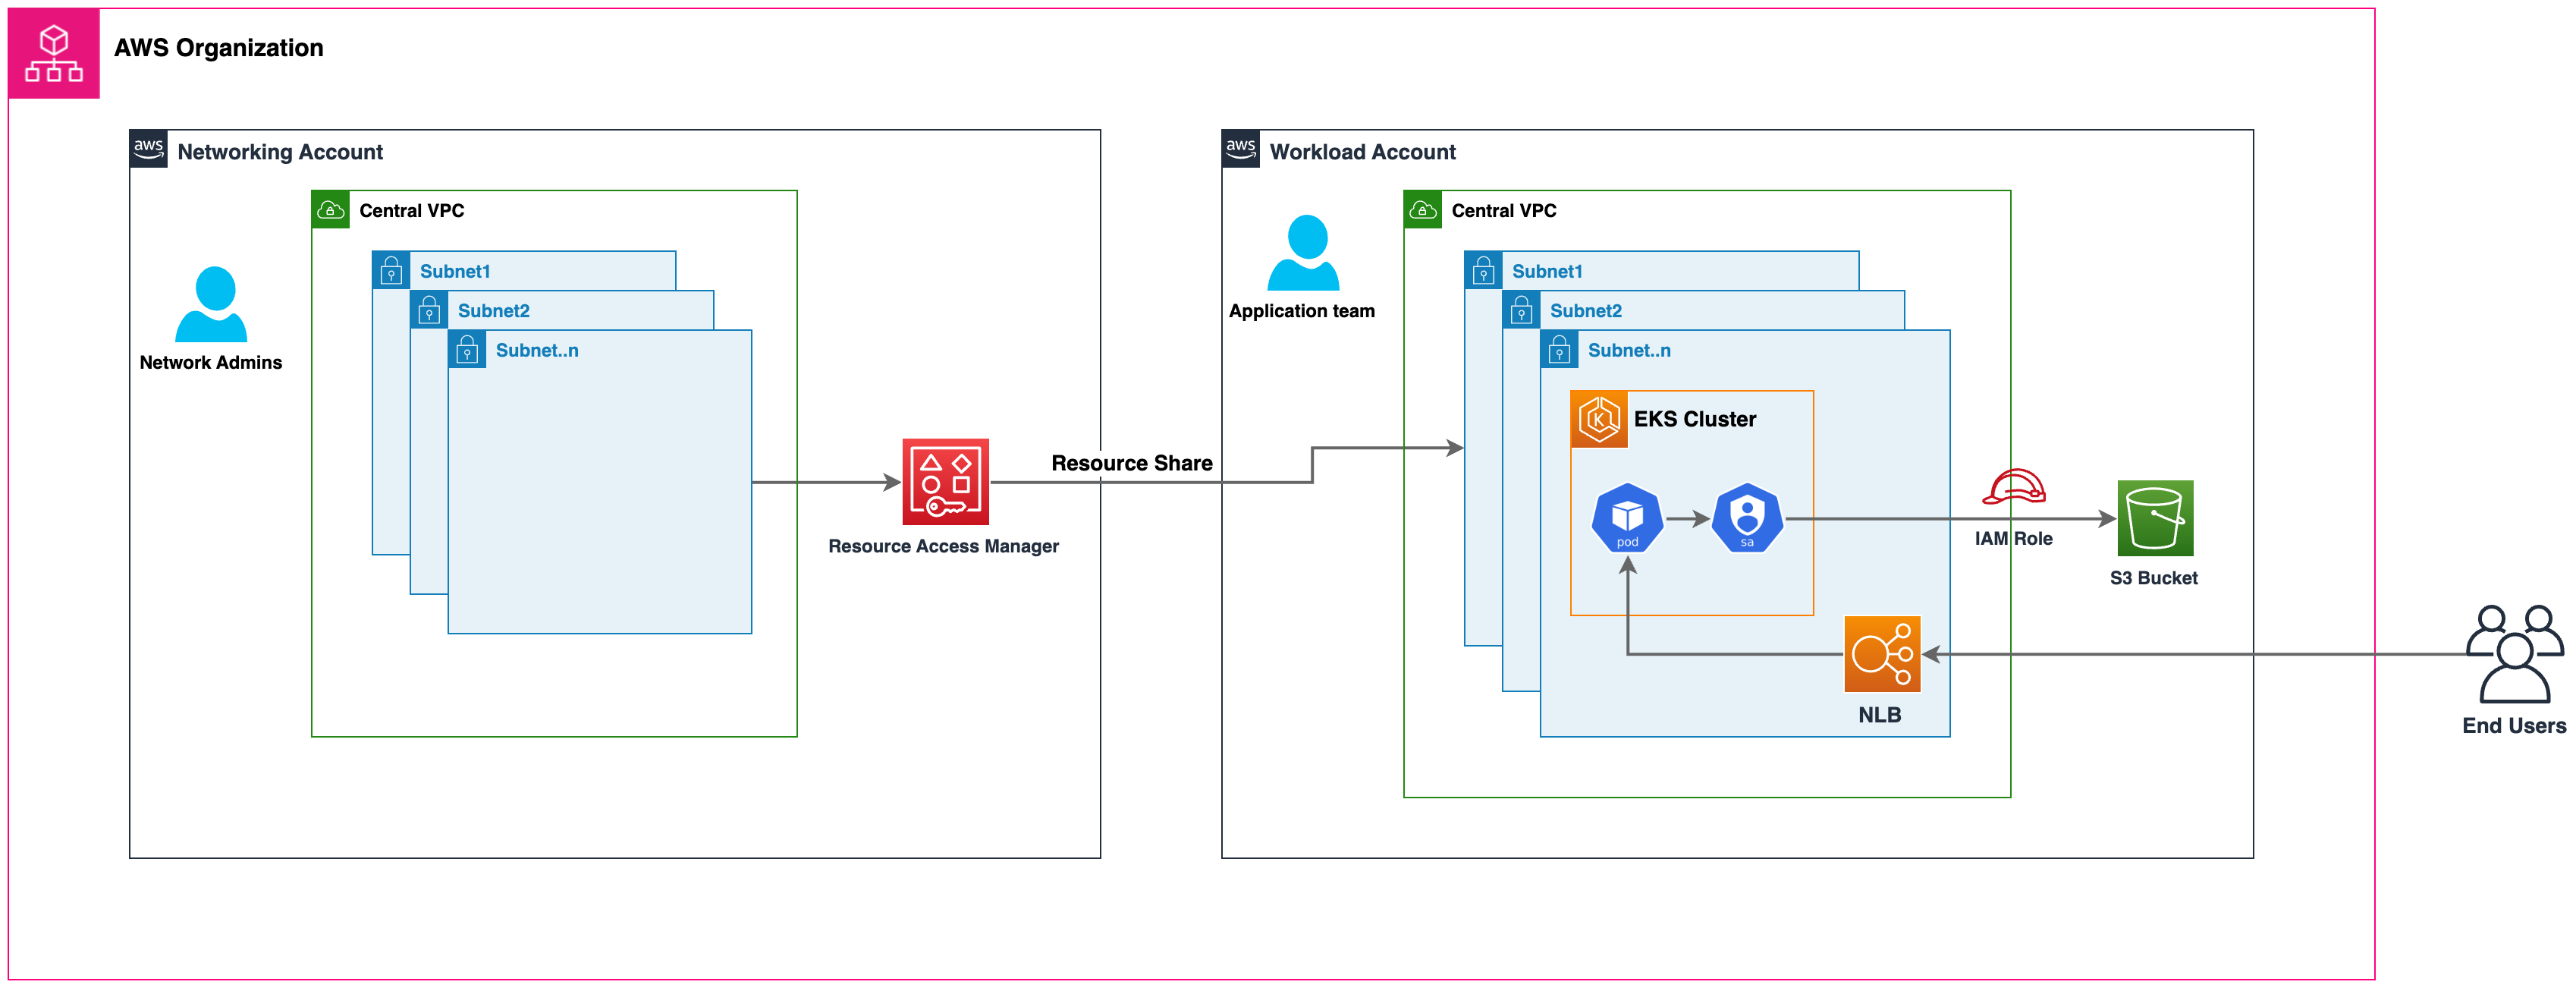 AWS Organization
aws
Networking Account
Central VPC
Subnet1
Subnet2
Subnet..n
Network Admins
Resource Access Manager
Resource Share
aws
Workload Account
Application team
Central VPC
Subnet1
Subnet2
Subnet..n
K
EKS Cluster
pod
sa
IAM Role
S3 Bucket
NLB
End Users